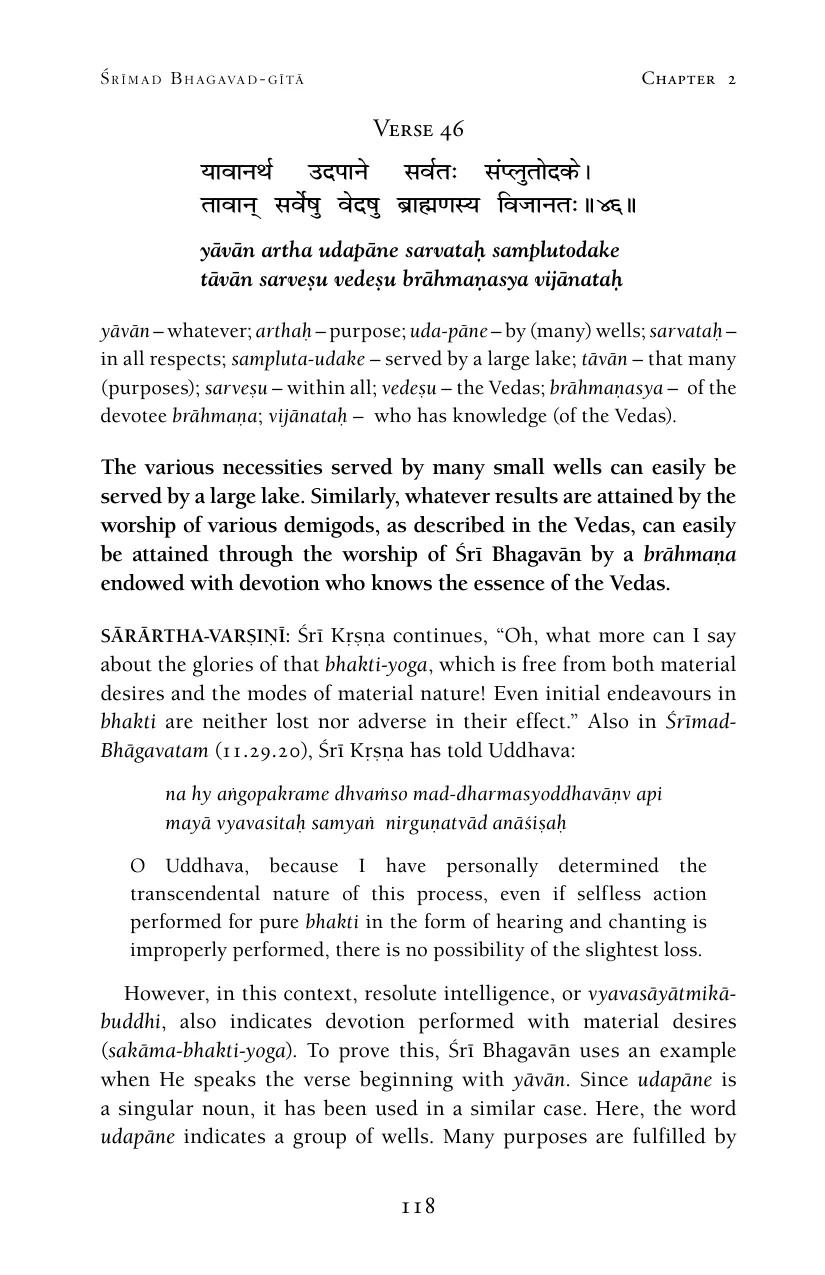 Śrīmad Bhagavad-gītā Chapter 2
Verse 46
यावानर्थ उदपाने सर्वतः संप्लुतोदके।
तावान् सर्वेषु वेदषु ब्राह्मणस्य विजानतः॥४६॥
yāvān artha udapāne sarvataḥ samplutodake
tāvān sarveṣu vedeṣu brāhmaṇasya vijānataḥ
yāvān – whatever; arthaḥ – purpose; uda-pāne – by (many) wells; sarvataḥ –
in all respects; sampluta-udake – served by a large lake; tāvān – that many
(purposes); sarveṣu – within all; vedeṣu – the Vedas; brāhmaṇasya – of the
devotee brāhmaṇa; vijānataḥ – who has knowledge (of the Vedas).
The various necessities served by many small wells can easily be
served by a large lake. Similarly, whatever results are attained by the
worship of various demigods, as described in the Vedas, can easily
be attained through the worship of Śrī Bhagavān by a brāhmaṇa
endowed with devotion who knows the essence of the Vedas.
SĀRĀRTHA-VARṢIṆĪ: Śrī Kṛṣṇa continues, “Oh, what more can I say
about the glories of that bhakti-yoga, which is free from both material
desires and the modes of material nature! Even initial endeavours in
bhakti are neither lost nor adverse in their effect.” Also in Śrīmad-
Bhāgavatam (11.29.20), Śrī Kṛṣṇa has told Uddhava:
na hy aṅgopakrame dhvaṁso mad-dharmasyoddhavāṇv api
mayā vyavasitaḥ samyaṅ nirguṇatvād anāśiṣaḥ
O Uddhava, because I have personally determined the
transcendental nature of this process, even if selfless action
performed for pure bhakti in the form of hearing and chanting is
improperly performed, there is no possibility of the slightest loss.
However, in this context, resolute intelligence, or vyavasāyātmikā-
buddhi, also indicates devotion performed with material desires
(sakāma-bhakti-yoga). To prove this, Śrī Bhagavān uses an example
when He speaks the verse beginning with yāvān. Since udapāne is
a singular noun, it has been used in a similar case. Here, the word
udapāne indicates a group of wells. Many purposes are fulfilled by
118